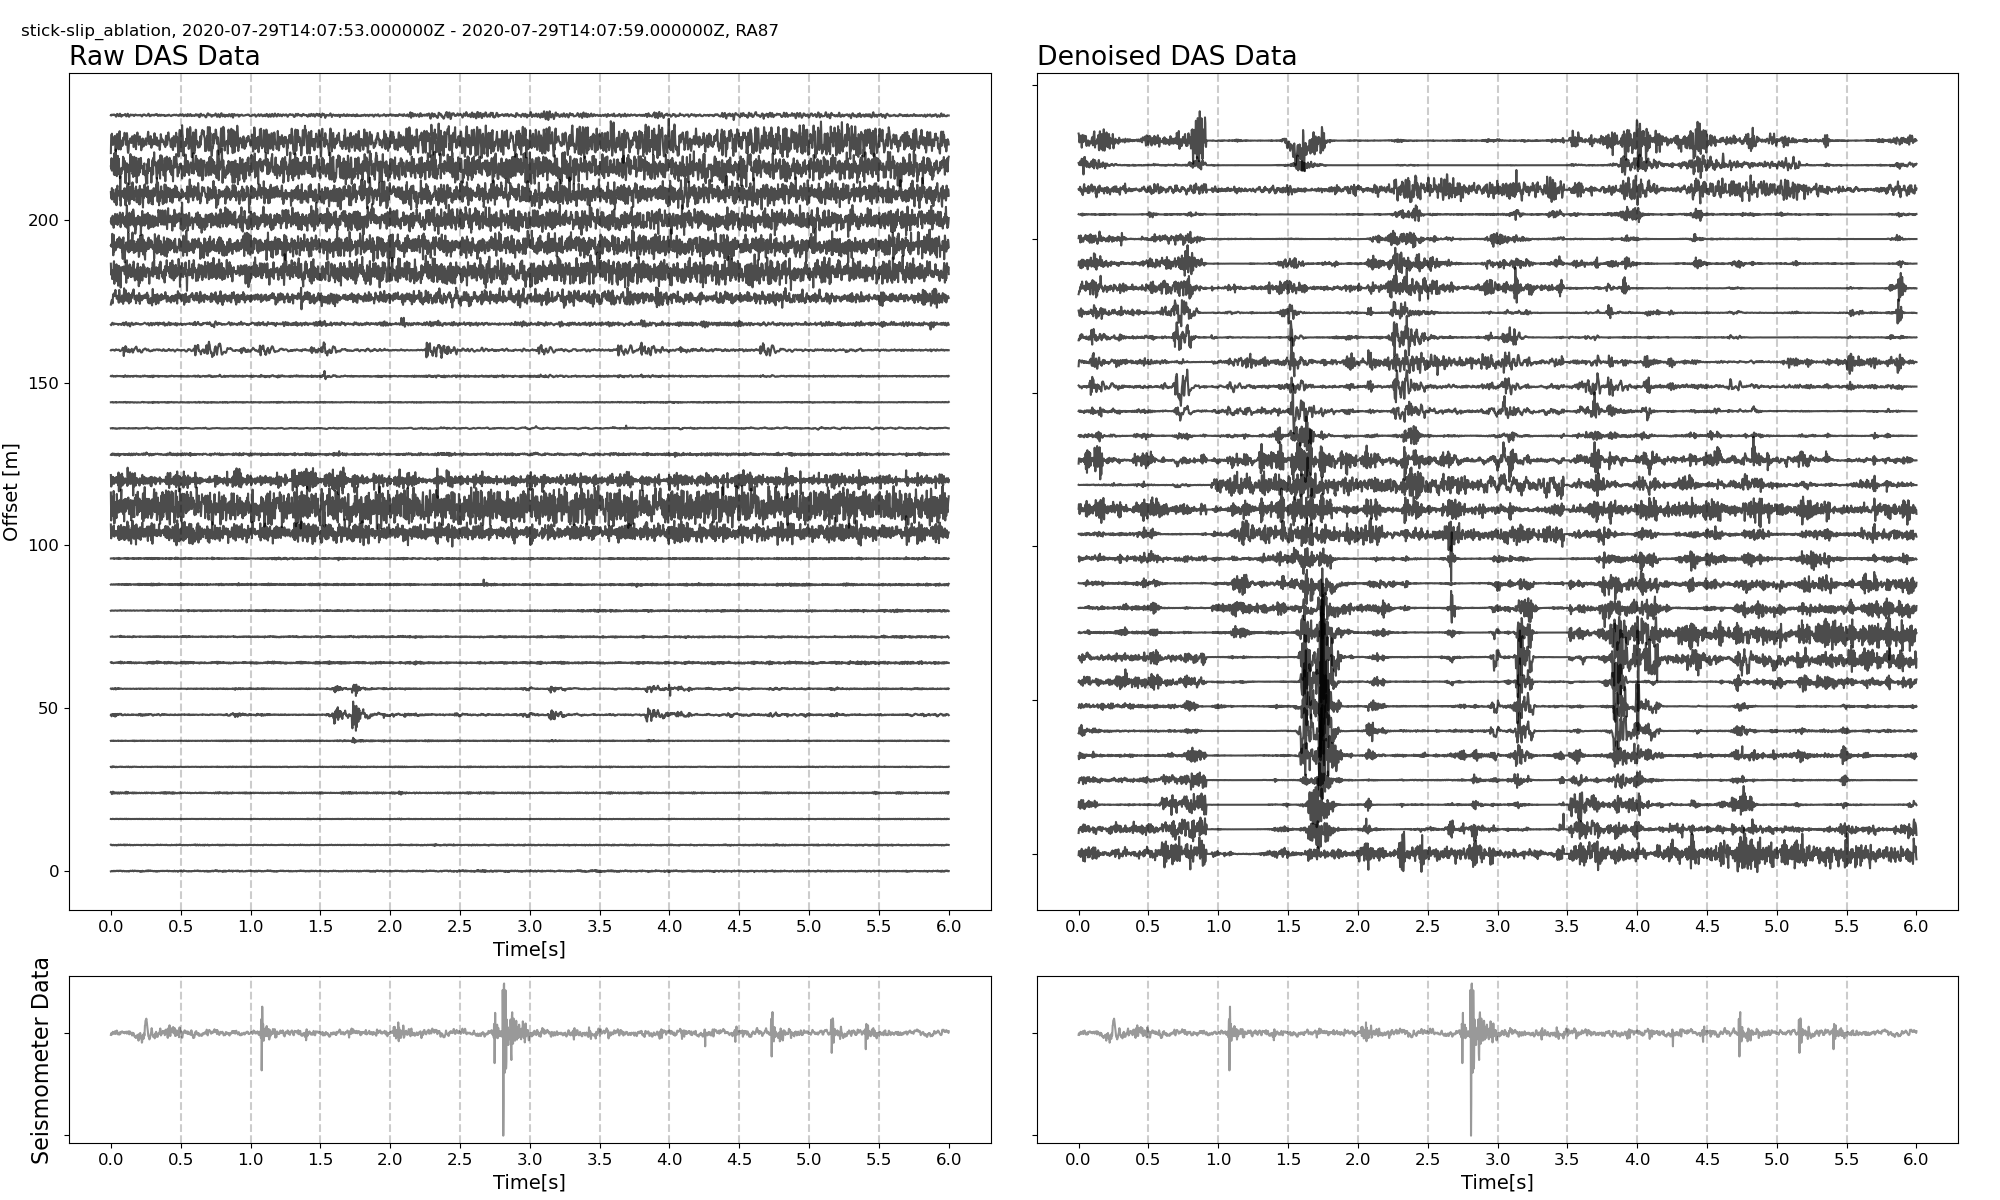 stick-slip_ablation, 2020-07-29T14:07:53.000000Z - 2020-07-29T14:07:59.000000Z, RA87
Raw DAS Data
Denoised DAS Data
Offset [m]
200
150
100
50
0
0.0 0.5 1.0 1.5 2.0 2.5 3.0 3.5 4.0 4.5 5.0 5.5 6.0
Time[s]
0.0 0.5 1.0 1.5 2.0 2.5 3.0 3.5 4.0 4.5 5.0 5.5 6.0
Seismometer Data
0.0 0.5 1.0 1.5 2.0 2.5 3.0 3.5 4.0 4.5 5.0 5.5 6.0
Time[s]
0.0 0.5 1.0 1.5 2.0 2.5 3.0 3.5 4.0 4.5 5.0 5.5 6.0
Time[s]